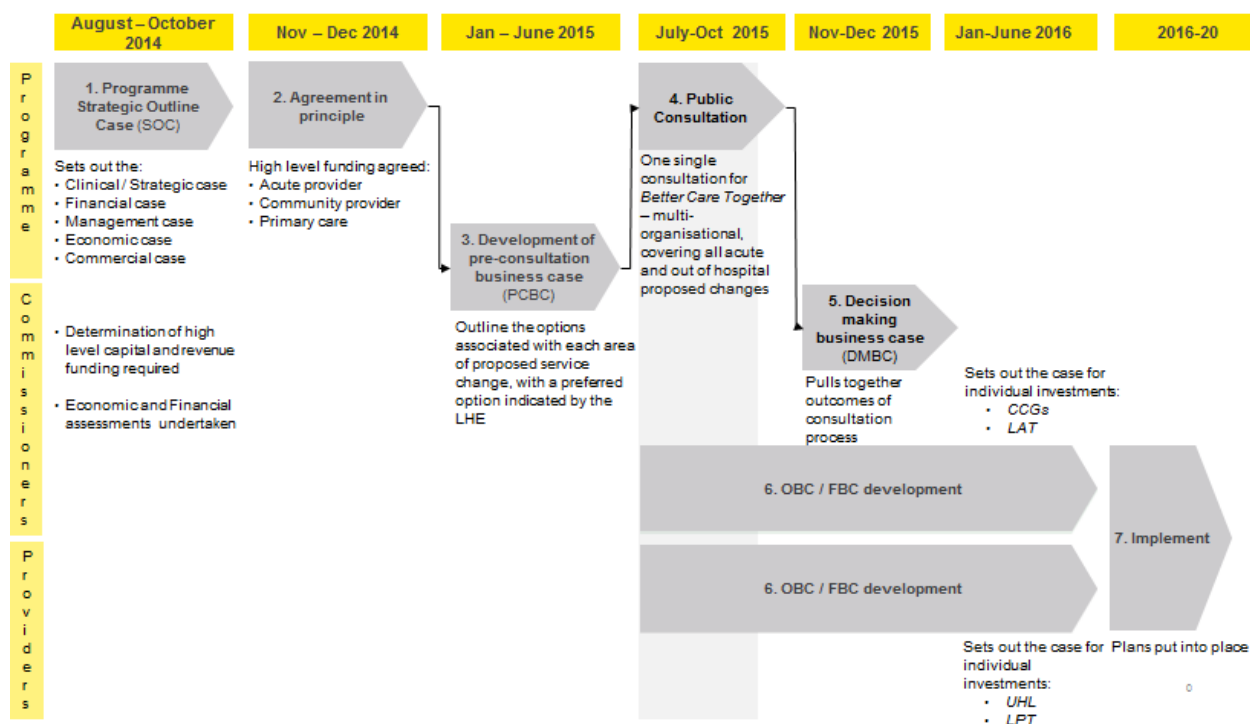 August – October
2014
Nov – Dec 2014
Jan – June 2015
July-Oct 2015
Nov-Dec 2015
Jan-June 2016
2016-20
Programme
1. Programme
Strategic Outline
Case (SOC)
Sets out the:
• Clinical / Strategic case
• Financial case
• Management case
• Economic case
• Commercial case
2. Agreement in
principle
High level funding agreed:
• Acute provider
• Community provider
• Primary care
3. Development of
pre-consultation
business case
(PCBC)
4. Public
Consultation
One single
consultation for
Better Care Together
– multi-
organisational,
covering all acute
and out of hospital
proposed changes
Commissioners
• Determination of high
level capital and revenue
funding required
• Economic and Financial
assessments undertaken
Outline the options
associated with each area
of proposed service
change, with a preferred
option indicated by the
LHE
5. Decision
making
business case
(DMBC)
Pulls together
outcomes of
consultation
process
Sets out the case for
individual investments:
• CCGs
• LAT
6. OBC / FBC development
7. Implement
Providers
6. OBC / FBC development
Sets out the case for
individual
investments:
• UHL
• LPT
Plans put into place
0